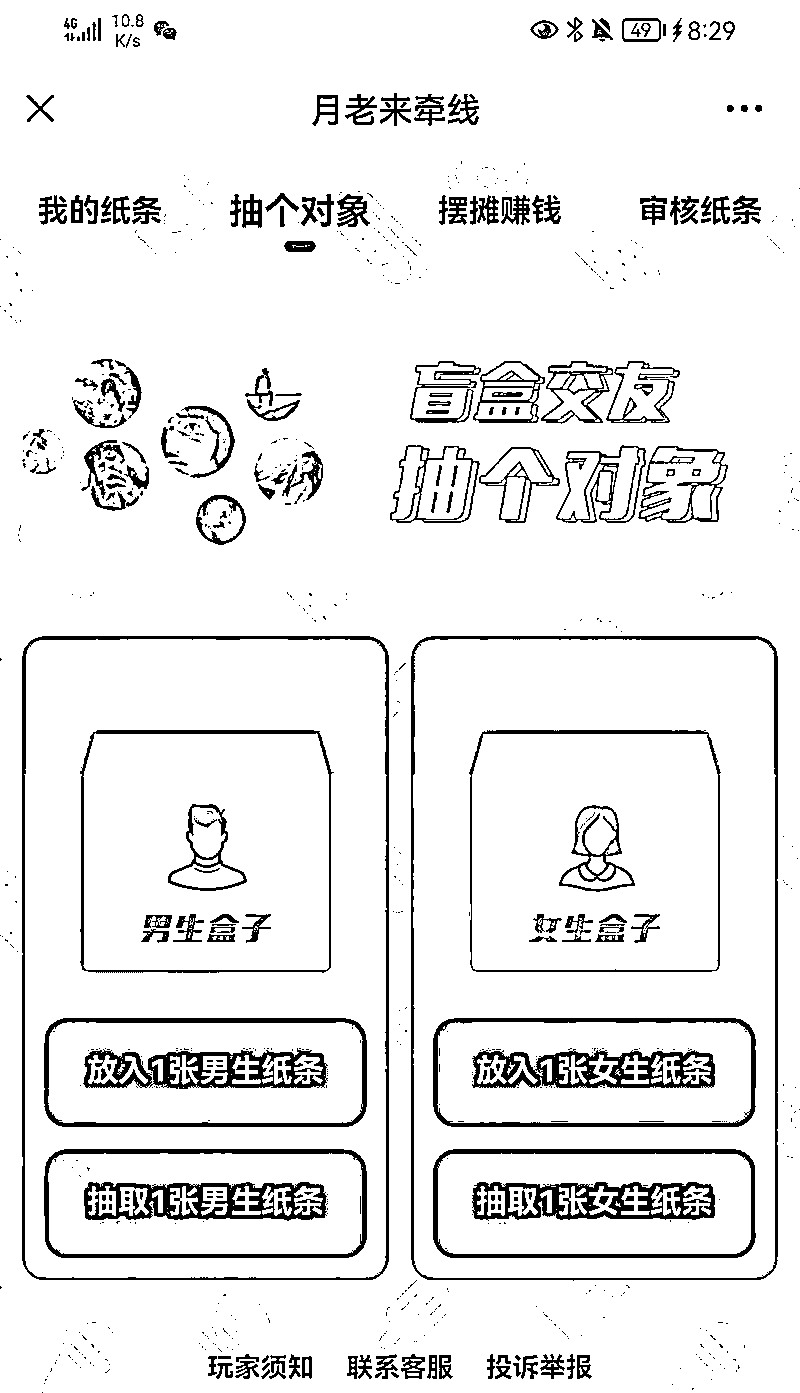 4G 10.8 K/s 49 8:29
月老来牵线
我的纸条 抽个对象 摆摊赚钱 审核纸条
盲盒交友
抽个对象
男生盒子 女生盒子
放入1张男生纸条 放入1张女生纸条
抽取1张男生纸条 抽取1张女生纸条
玩家须知 联系客服 投诉举报